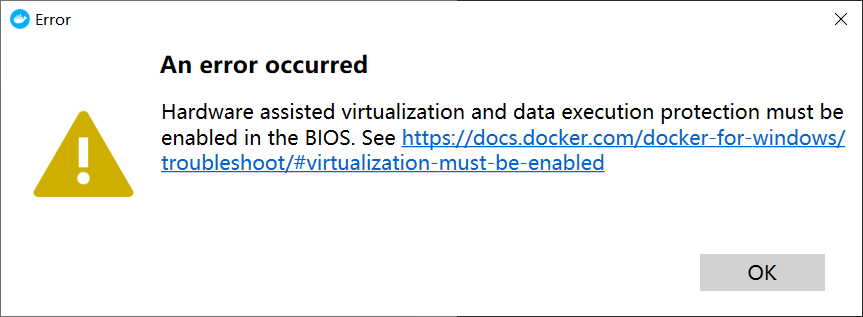 Error
An error occurred
Hardware assisted virtualization and data execution protection must be
enabled in the BIOS. See https://docs.docker.com/docker-for-windows/
troubleshoot/#virtualization-must-be-enabled
OK